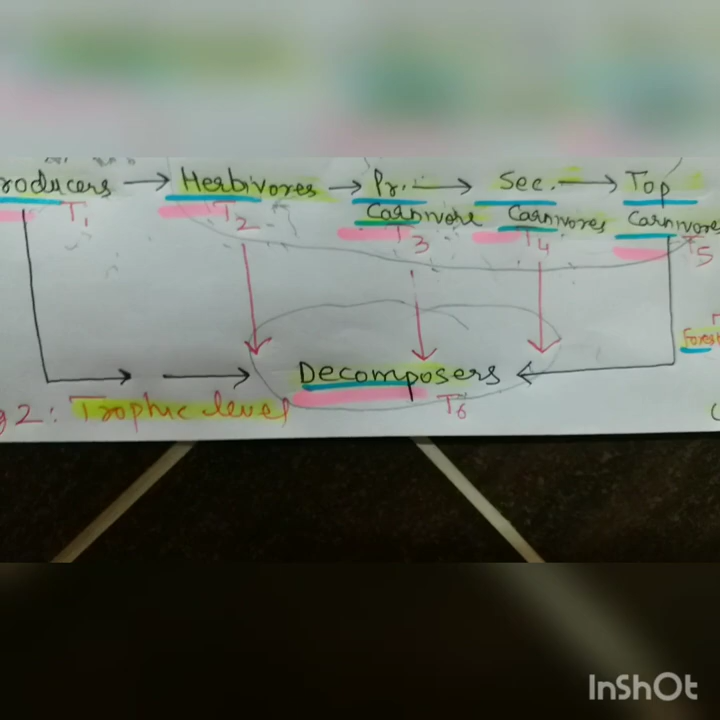 roducers → Herbivores → Pr. → Sec. → Top
Carnivore Carnivores Carnivores
T1 T2 T3 T4 T5
Decomposers
T6
g 2: Trophic level
InShOt